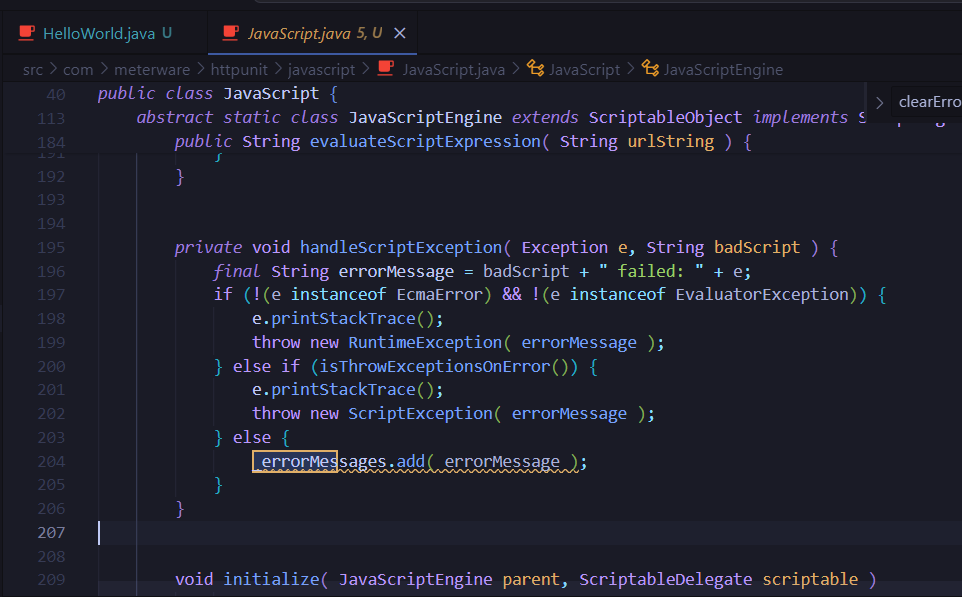 HelloWorld.java U
JavaScript.java 5, U
src > com > meterware > httpunit > javascript > JavaScript.java > JavaScript > JavaScriptEngine
clearErro
40 public class JavaScript {
113 abstract static class JavaScriptEngine extends ScriptableObject implements
184 public String evaluateScriptExpression( String urlString ) {
191 }
192 }
193
194
195 private void handleScriptException( Exception e, String badScript ) {
196 final String errorMessage = badScript + " failed: " + e;
197 if (!(e instanceof EcmaError) && !(e instanceof EvaluatorException)) {
198 e.printStackTrace();
199 throw new RuntimeException( errorMessage );
200 } else if (isThrowExceptionsOnError()) {
201 e.printStackTrace();
202 throw new ScriptException( errorMessage );
203 } else {
204 _errorMessages.add( errorMessage );
205 }
206 }
207
208
209 void initialize( JavaScriptEngine parent, ScriptableDelegate scriptable )